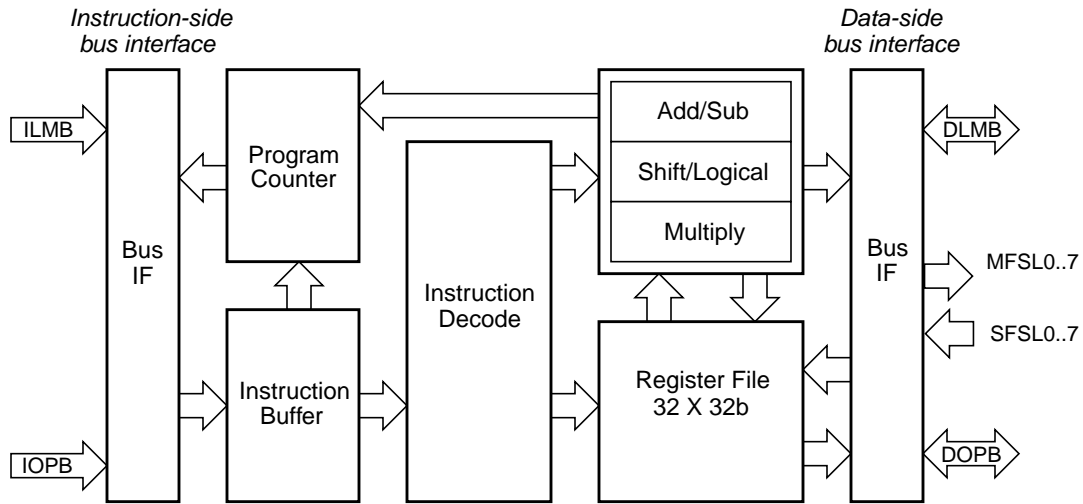 Instruction-side
bus interface
Data-side
bus interface
ILMB
Program
Counter
Add/Sub
Shift/Logical
Multiply
DLMB
Bus
IF
Instruction
Decode
Bus
IF
MFSL0..7
SFSL0..7
Instruction
Buffer
Register File
32 X 32b
IOPB
DOPB